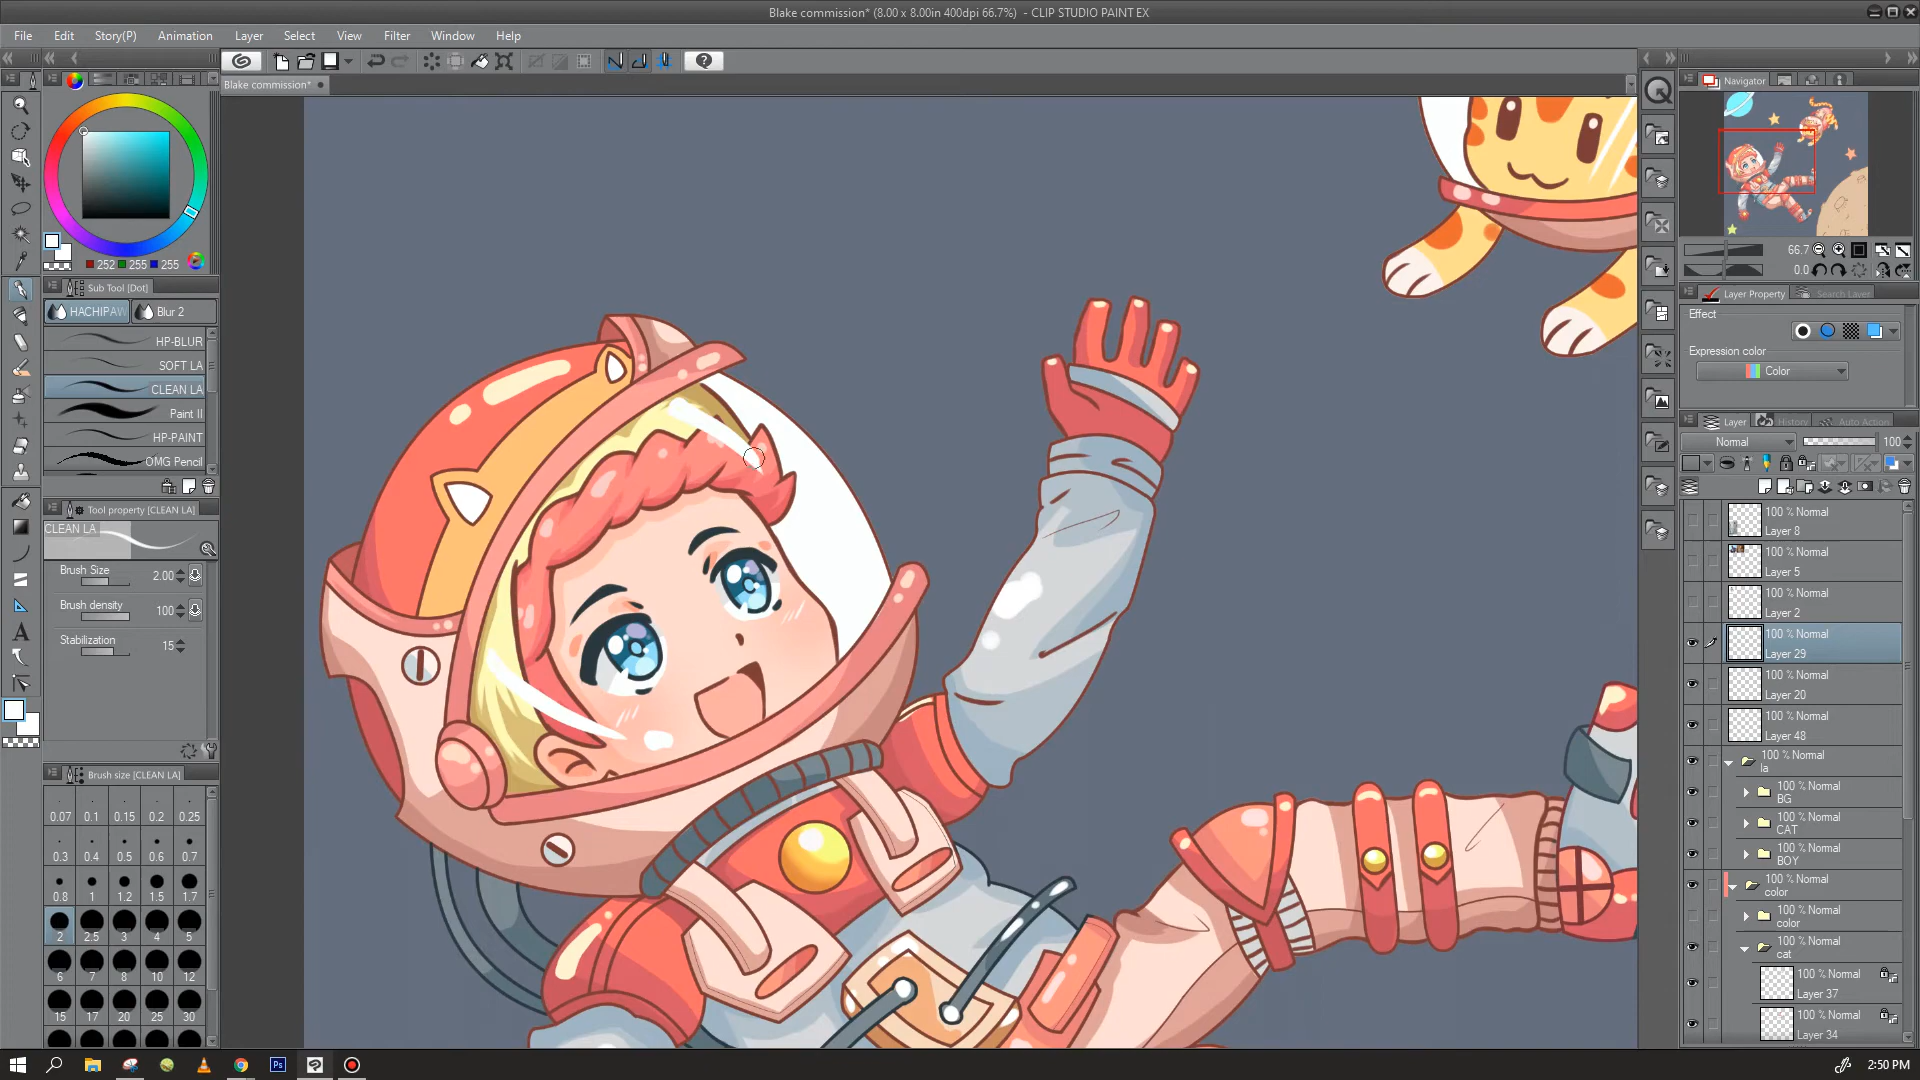 Blake commission* (8.00 x 8.00in 400dpi 66.7%)  - CLIP STUDIO PAINT EX
File Edit Story(P) Animation Layer Select View Filter Window Help
Blake commission*
252 255 255
Sub Tool [Dot]
HACHIPAW Blur 2
HP-BLUR
SOFT LA
CLEAN LA
Paint II
HP-PAINT
OMG Pencil
Tool property [CLEAN LA]
CLEAN LA
Brush Size 2.00
Brush density 100
Stabilization 15
Brush size [CLEAN LA]
0.07 0.1 0.15 0.2 0.25
0.3 0.4 0.5 0.6 0.7
0.8 1 1.2 1.5 1.7
2 2.5 3 4 5
6 7 8 10 12
15 17 20 25 30
Navigator
66.7
0.0
Layer Property Search Layer
Effect
Expression color
Color
Layer History Auto Action
Normal 100
100 % Normal
Layer 8
100 % Normal
Layer 5
100 % Normal
Layer 2
100 % Normal
Layer 29
100 % Normal
Layer 20
100 % Normal
Layer 48
100 % Normal
la
100 % Normal
BG
100 % Normal
CAT
100 % Normal
BOY
100 % Normal
color
100 % Normal
color
100 % Normal
cat
100 % Normal
Layer 37
100 % Normal
Layer 34
Ps
2:50 PM